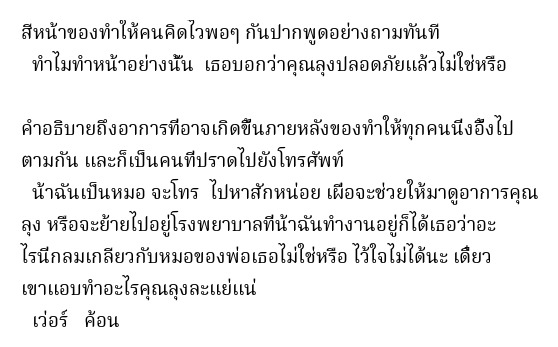 สีหน้าของทำให้คนคิดไวพอๆ กันปากพูดอย่างถามทันที
ทำไมทำหน้าอย่างนั้น เธอบอกว่าคุณลุงปลอดภัยแล้วไม่ใช่หรือ
คำอธิบายถึงอาการที่อาจเกิดขึ้นภายหลังของทำให้ทุกคนนึ่งอึ้งไป
ตามกัน และก็เป็นคนที่ปราดไปยังโทรศัพท์
น้าฉันเป็นหมอ จะโทร ไปหาสักหน่อย เผื่อจะช่วยให้มาดูอาการคุณ
ลุง หรือจะย้ายไปอยู่โรงพยาบาลที่น้าฉันทำงานอยู่ก็ได้เธอว่าอะ
ไรนี่กลมเกลียวกับหมอของพ่อเธอไม่ใช่หรือ ไว้ใจไม่ได้นะ เดี๋ยว
เขาแอบทำอะไรคุณลุงละแย่แน่
เว่อร์ ค้อน